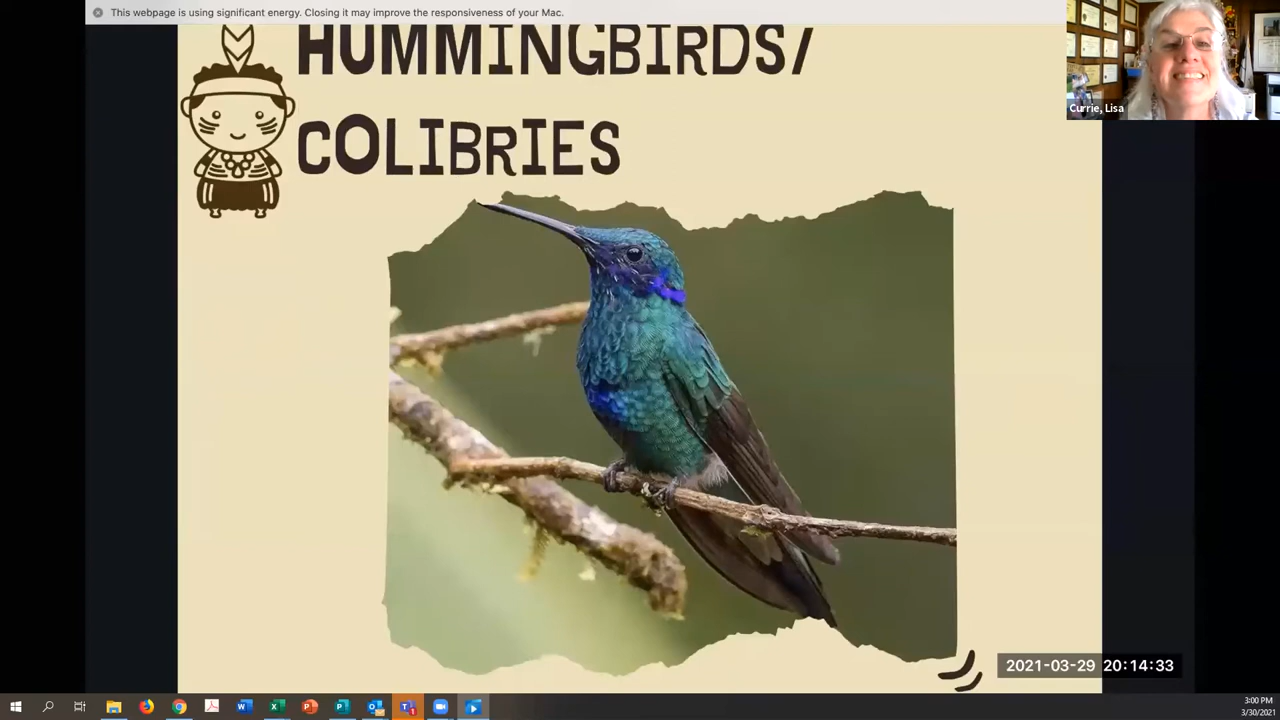 This webpage is using significant energy. Closing it may improve the responsiveness of your Mac.
HUMMINGBIRDS/
COLIBRIES
Currie, Lisa
2021-03-29 20:14:33
3:00 PM
3/30/2021